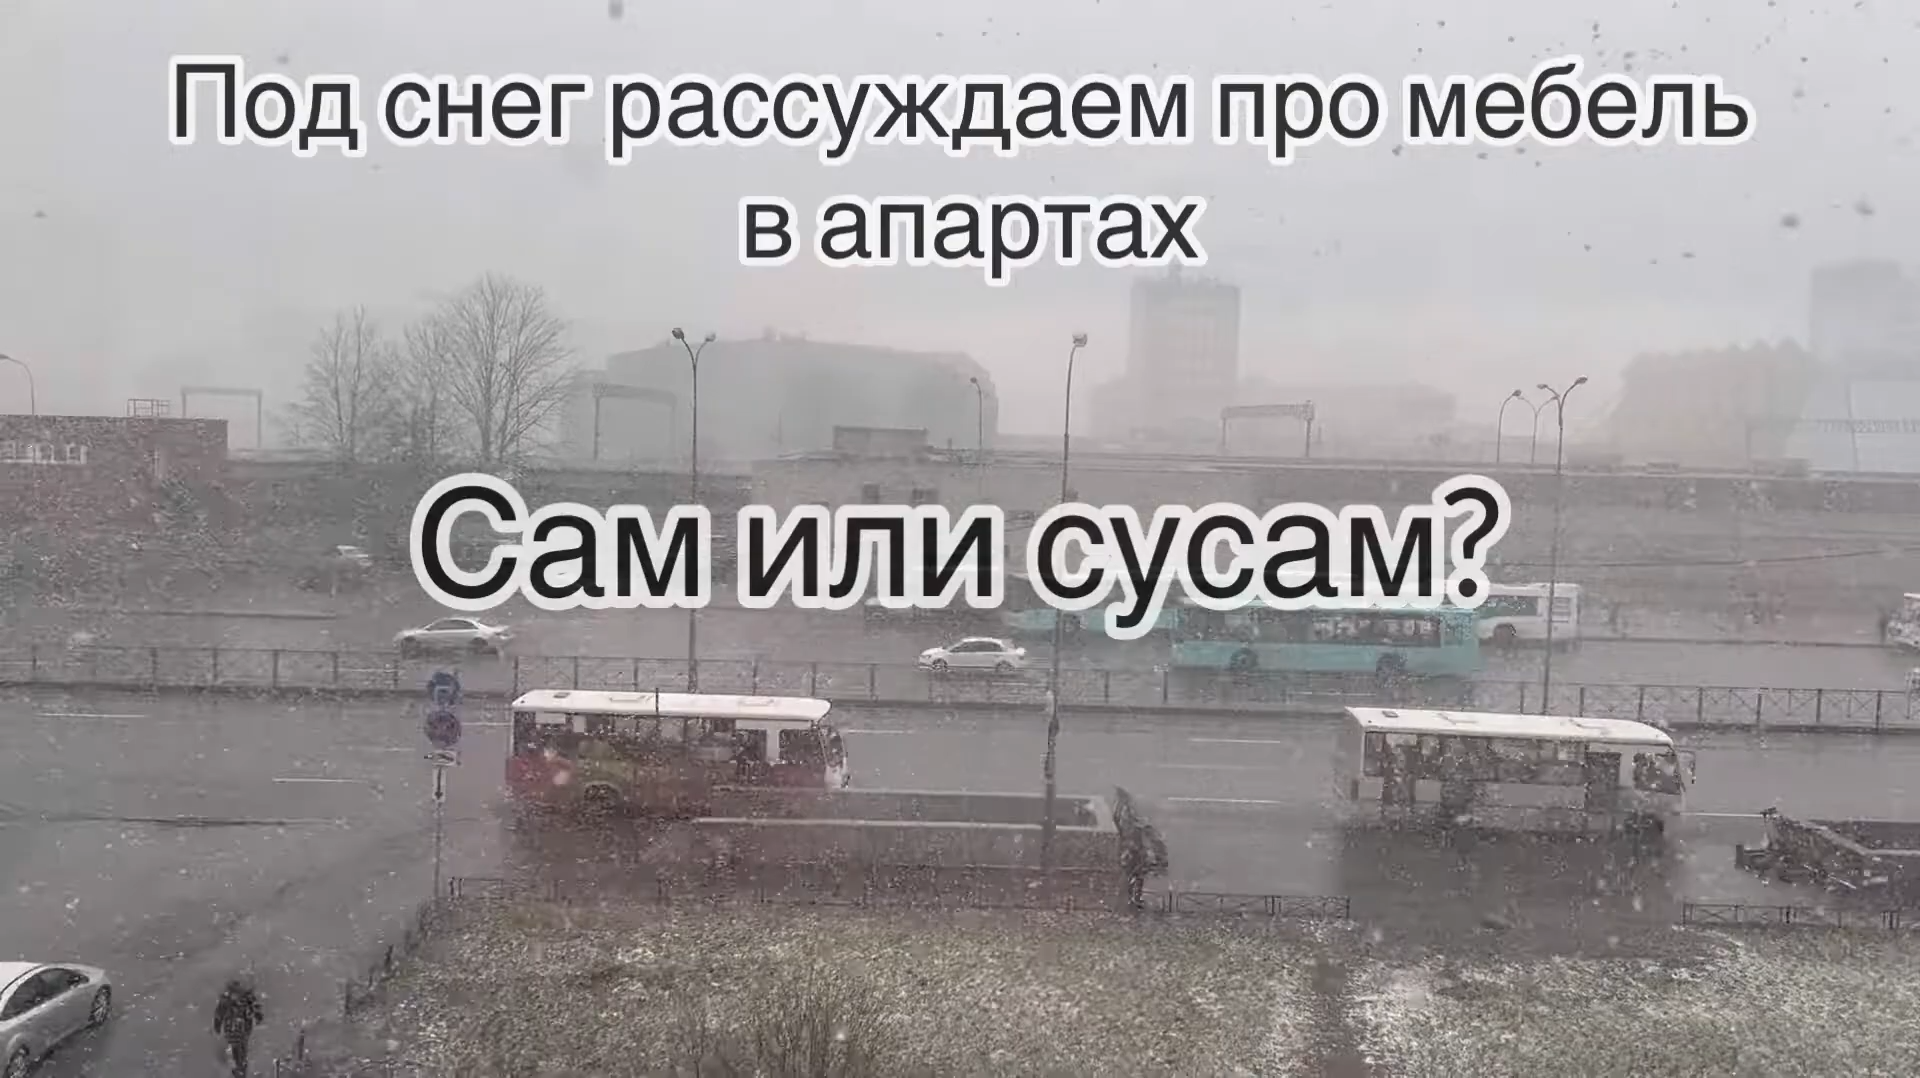 Под снег рассуждаем про мебель
в апартах
Сам или сусам?